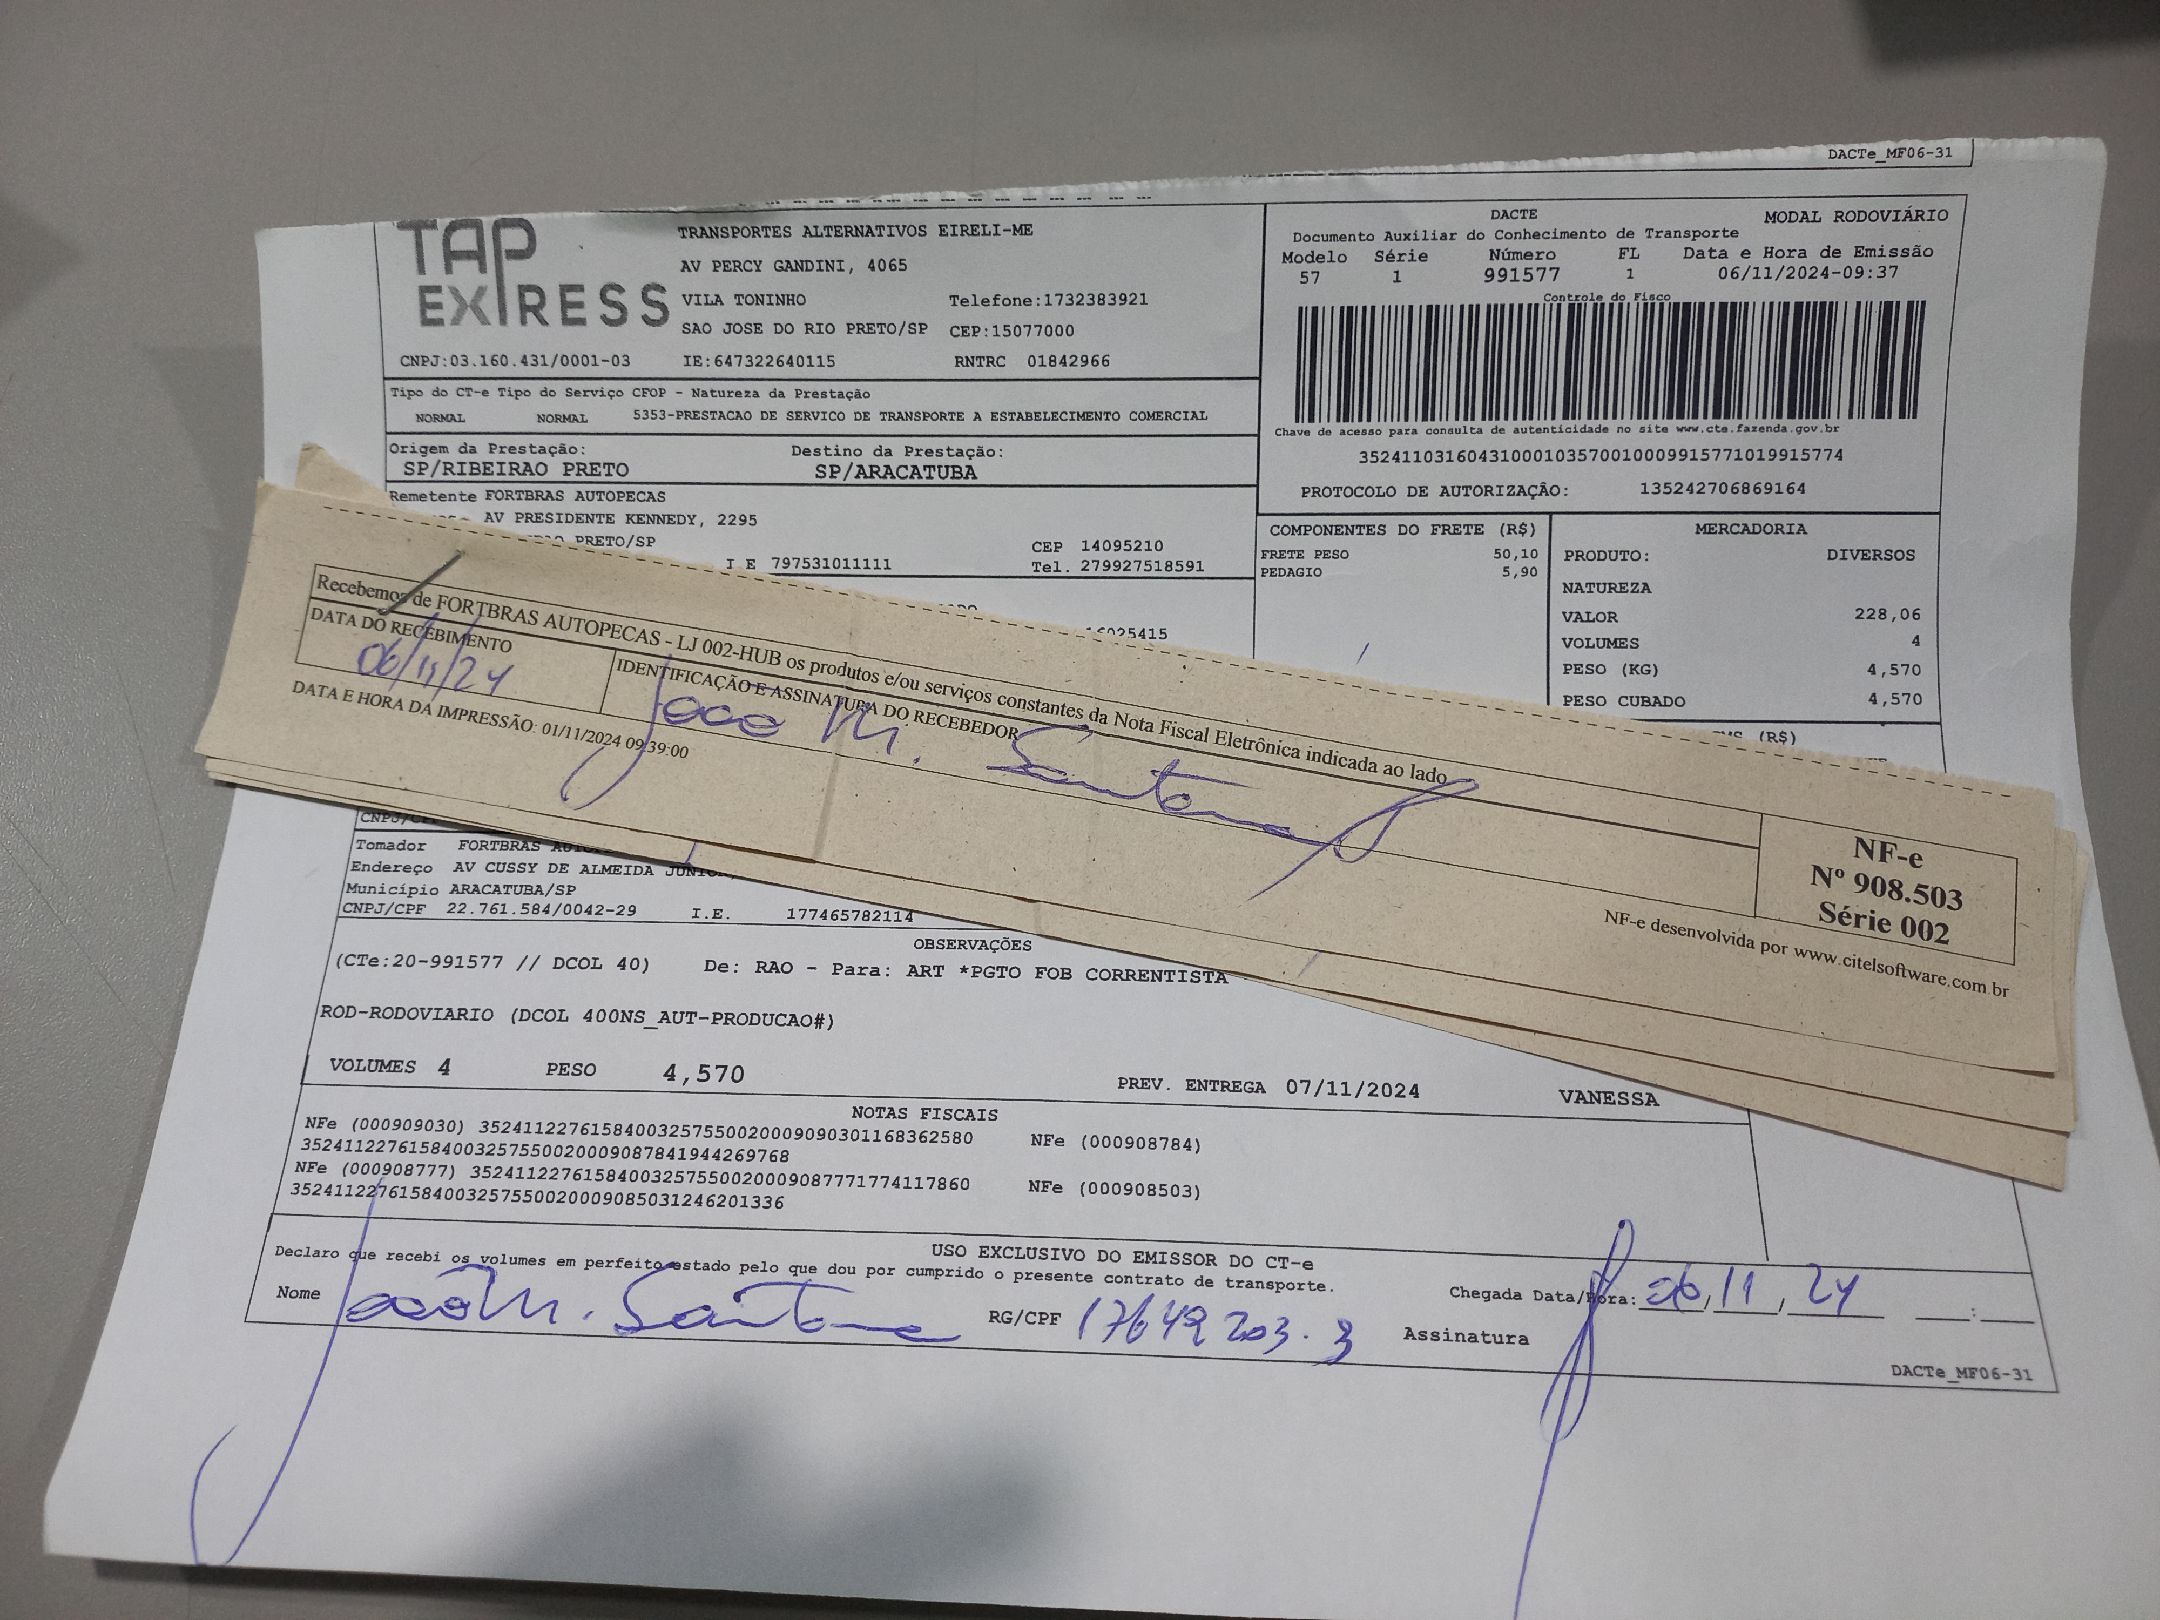 DACTe_MF06-31
TAP EXPRESS
TRANSPORTES ALTERNATIVOS EIRELI-ME
AV PERCY GANDINI, 4065
VILA TONINHO Telefone:1732383921
SAO JOSE DO RIO PRETO/SP CEP:15077000
CNPJ:03.160.431/0001-03 IE:647322640115 RNTRC 01842966
DACTE MODAL RODOVIÁRIO
Documento Auxiliar do Conhecimento de Transporte
Modelo Série Número FL Data e Hora de Emissão
57 1 991577 1 06/11/2024-09:37
Controle do Fisco
Chave de acesso para consulta de autenticidade no site www.cte.fazenda.gov.br
35241103160431000103570010009915771019915774
PROTOCOLO DE AUTORIZAÇÃO: 135242706869164
Tipo do CT-e Tipo do Serviço CFOP - Natureza da Prestação
NORMAL NORMAL 5353-PRESTACAO DE SERVICO DE TRANSPORTE A ESTABELECIMENTO COMERCIAL
Origem da Prestação: Destino da Prestação:
SP/RIBEIRAO PRETO SP/ARACATUBA
Remetente FORTBRAS AUTOPECAS
AV PRESIDENTE KENNEDY, 2295
PRETO/SP CEP 14095210
I E 797531011111 Tel. 279927518591
16025415
COMPONENTES DO FRETE (R$)
FRETE PESO 50,10
PEDAGIO 5,90
MERCADORIA
PRODUTO: DIVERSOS
NATUREZA
VALOR 228,06
VOLUMES 4
PESO (KG) 4,570
PESO CUBADO 4,570
(R$)
Recebemos de FORTBRAS AUTOPECAS - LJ 002-HUB os produtos e/ou serviços constantes da Nota Fiscal Eletrônica indicada ao lado
DATA DO RECEBIMENTO
06/11/24
IDENTIFICAÇÃO E ASSINATURA DO RECEBEDOR
M. Santana
DATA E HORA DA IMPRESSÃO: 01/11/2024 09:39:00
NF-e
Nº 908.503
Série 002
NF-e desenvolvida por www.citelsoftware.com.br
Tomador FORTBRAS
Endereço AV CUSSY DE ALMEIDA
Município ARACATUBA/SP
CNPJ/CPF 22.761.584/0042-29 I.E. 177465782114
OBSERVAÇÕES
(CTe:20-991577 // DCOL 40) De: RAO - Para: ART *PGTO FOB CORRENTISTA
ROD-RODOVIARIO (DCOL 400NS_AUT-PRODUCAO#)
VOLUMES 4 PESO 4,570 PREV. ENTREGA 07/11/2024 VANESSA
NOTAS FISCAIS
NFe (000909030) 35241122761584003257550020009090301168362580 NFe (000908784)
35241122761584003257550020009087841944269768
NFe (000908777) 35241122761584003257550020009087771774117860 NFe (000908503)
35241122761584003257550020009085031246201336
USO EXCLUSIVO DO EMISSOR DO CT-e
Declaro que recebi os volumes em perfeito estado pelo que dou por cumprido o presente contrato de transporte.
Chegada Data/Hora: 06, 11, 24 :
Nome M. Santana RG/CPF 17649203.3 Assinatura
DACTe_MF06-31